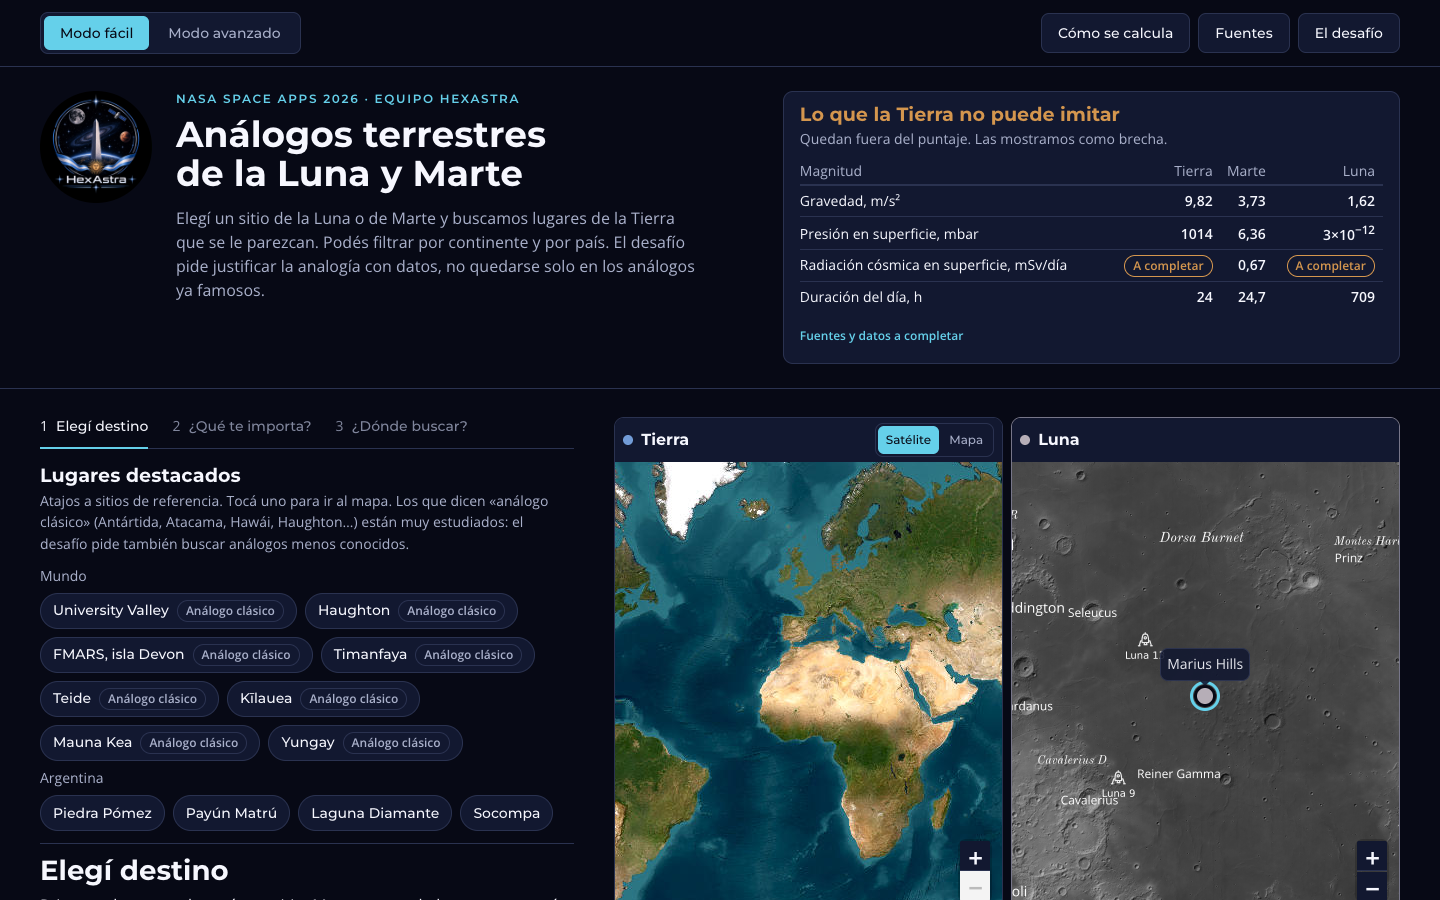 Modo fácil
Modo avanzado
Cómo se calcula
Fuentes
El desafío
HexAstra
NASA SPACE APPS 2026 · EQUIPO HEXASTRA
Análogos terrestres
de la Luna y Marte
Elegí un sitio de la Luna o de Marte y buscamos lugares de la Tierra
que se le parezcan. Podés filtrar por continente y por país. El desafío
pide justificar la analogía con datos, no quedarse solo en los análogos
ya famosos.
Lo que la Tierra no puede imitar
Quedan fuera del puntaje. Las mostramos como brecha.
Magnitud Tierra Marte Luna
Gravedad, m/s² 9,82 3,73 1,62
Presión en superficie, mbar 1014 6,36 3×10⁻¹²
Radiación cósmica en superficie, mSv/día A completar 0,67 A completar
Duración del día, h 24 24,7 709
Fuentes y datos a completar
1 Elegí destino
2 ¿Qué te importa?
3 ¿Dónde buscar?
Lugares destacados
Atajos a sitios de referencia. Tocá uno para ir al mapa. Los que dicen «análogo
clásico» (Antártida, Atacama, Hawái, Haughton...) están muy estudiados: el
desafío pide también buscar análogos menos conocidos.
Mundo
University Valley Análogo clásico
Haughton Análogo clásico
FMARS, isla Devon Análogo clásico
Timanfaya Análogo clásico
Teide Análogo clásico
Kīlauea Análogo clásico
Mauna Kea Análogo clásico
Yungay Análogo clásico
Argentina
Piedra Pómez
Payún Matrú
Laguna Diamante
Socompa
Elegí destino
Tierra
Satélite
Mapa
+
−
Luna
Dorsa Burnet
Montes Har
Prinz
ldington
Seleucus
Luna 1
Marius Hills
rdanus
Cavalerius D
Reiner Gamma
Luna 9
Cavalerius
oli
+
−